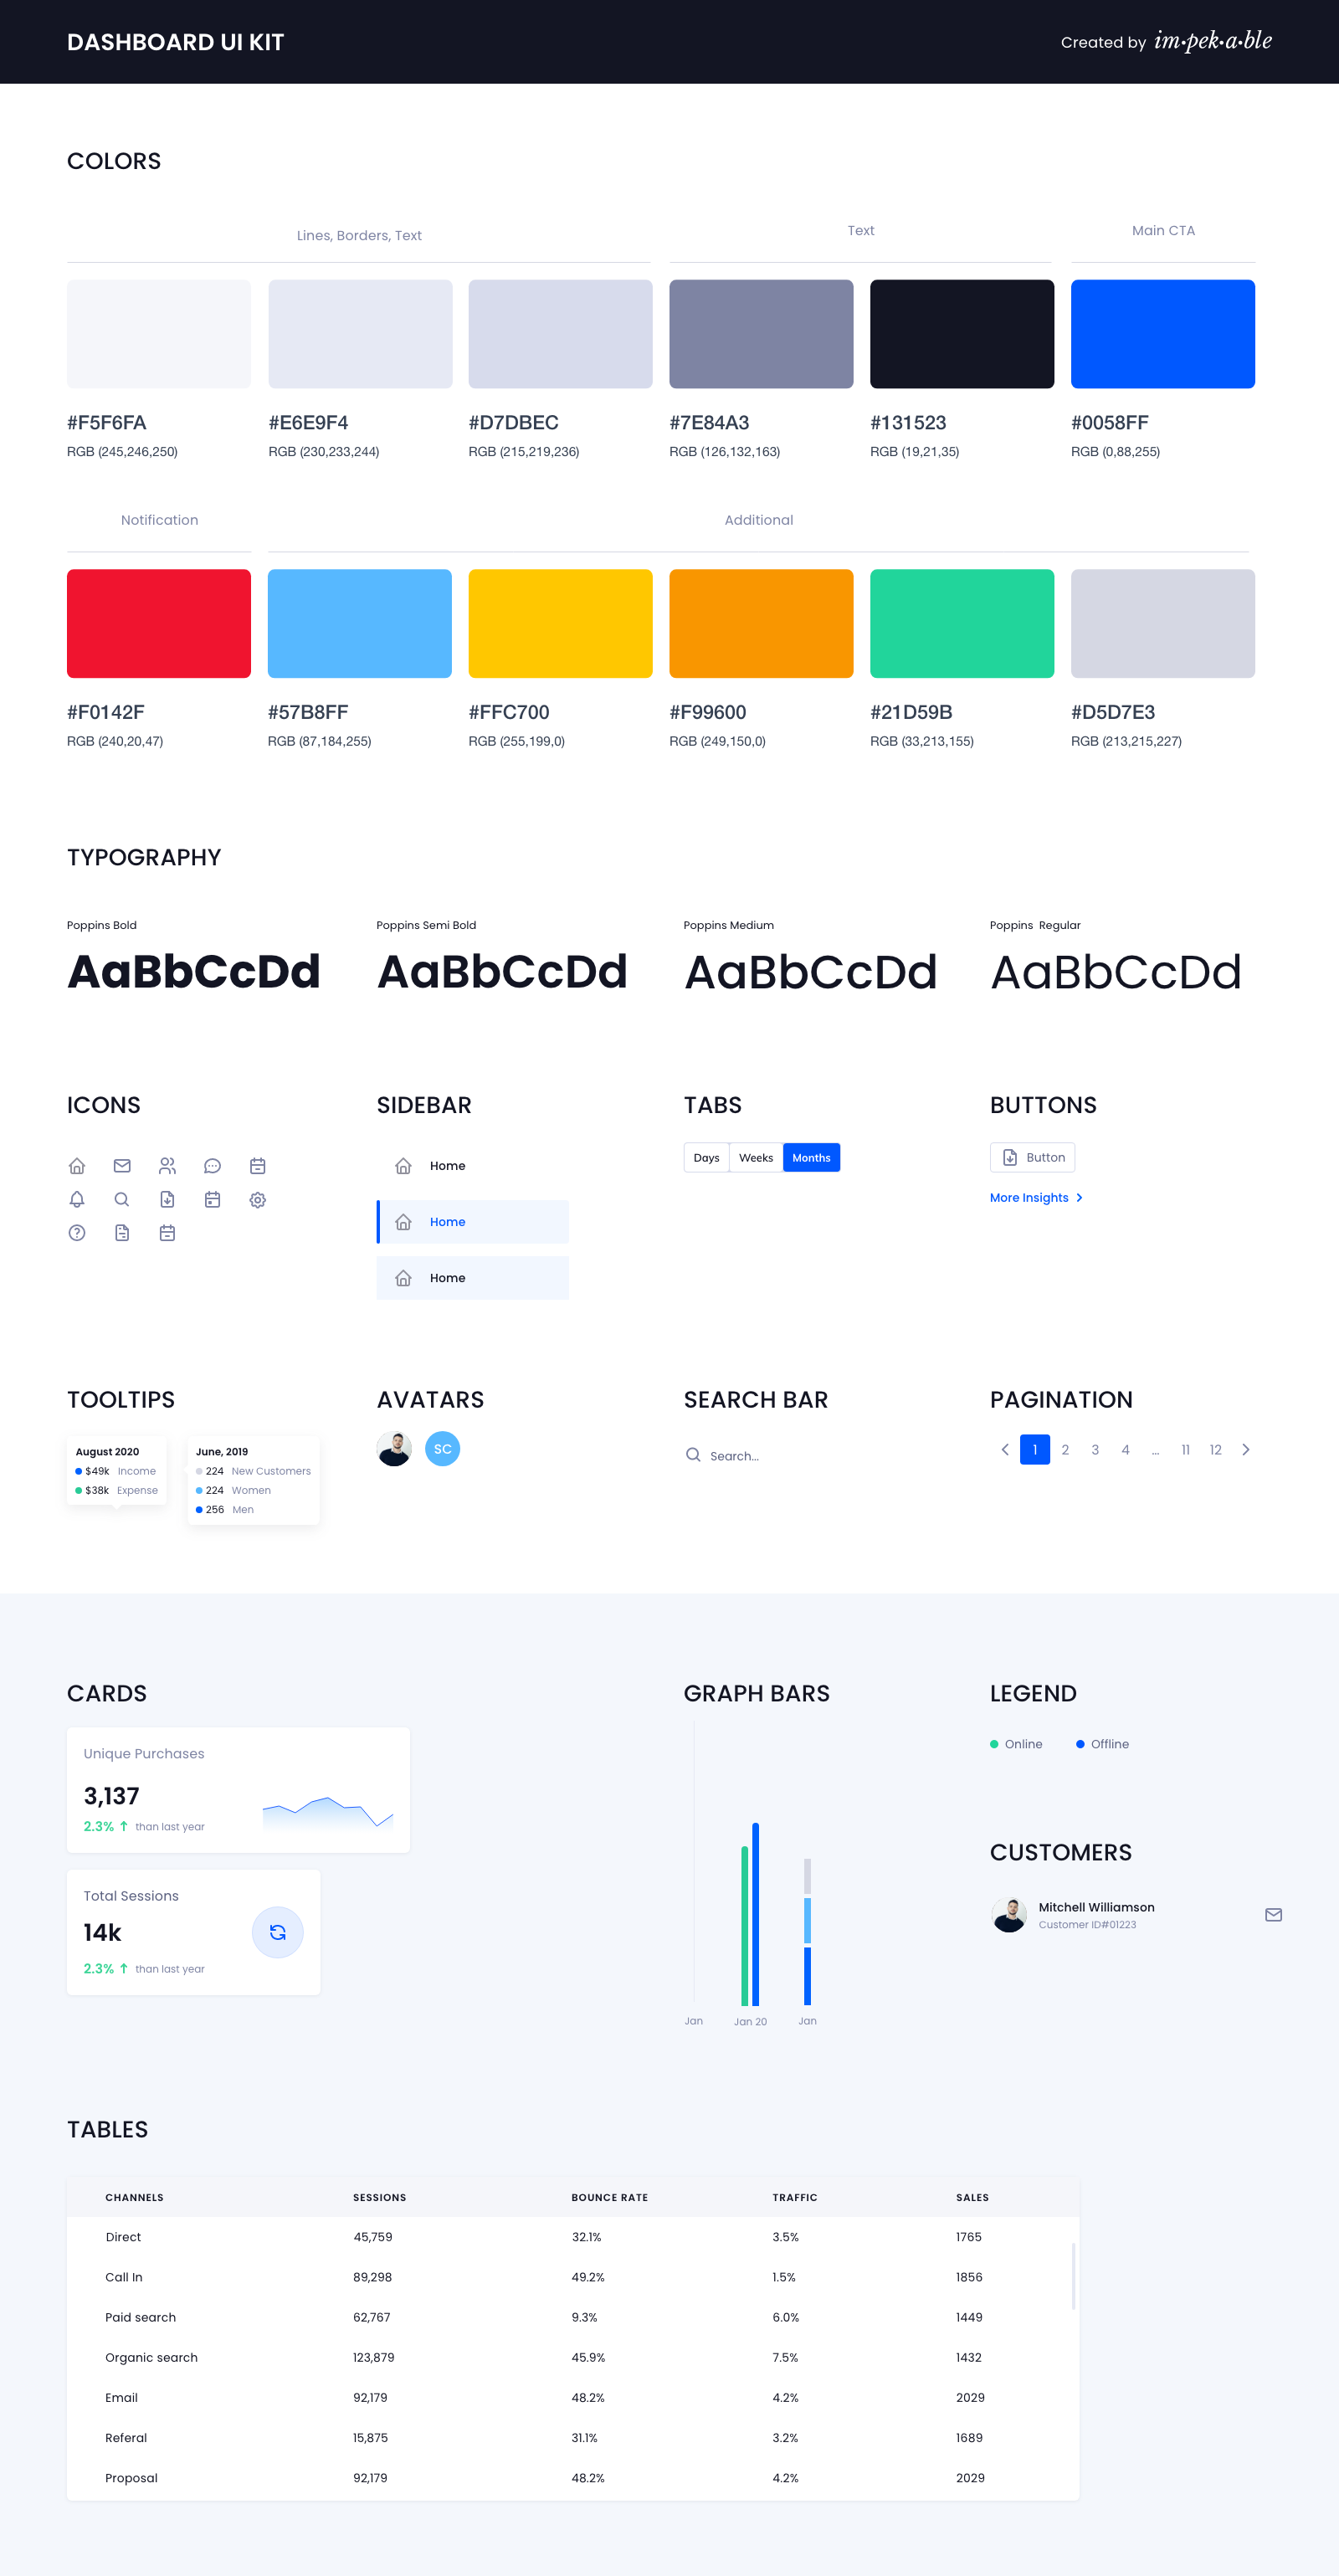 DASHBOARD UI KIT
Created by im•pek•a•ble
COLORS
Lines, Borders, Text
Text
Main CTA
#F5F6FA
#E6E9F4
#D7DBEC
#7E84A3
#131523
#0058FF
RGB (245,246,250)
RGB (230,233,244)
RGB (215,219,236)
RGB (126,132,163)
RGB (19,21,35)
RGB (0,88,255)
Notification
Additional
#F0142F
#57B8FF
#FFC700
#F99600
#21D59B
#D5D7E3
RGB (240,20,47)
RGB (87,184,255)
RGB (255,199,0)
RGB (249,150,0)
RGB (33,213,155)
RGB (213,215,227)
TYPOGRAPHY
Poppins Bold
AaBbCcDd
Poppins Semi Bold
AaBbCcDd
Poppins Medium
AaBbCcDd
Poppins Regular
AaBbCcDd
ICONS
SIDEBAR
Home
Home
Home
TABS
Days Weeks Months
BUTTONS
Button
More Insights
TOOLTIPS
August 2020
$49k Income
$38k Expense
June, 2019
224 New Customers
224 Women
256 Men
AVATARS
SC
SEARCH BAR
Search...
PAGINATION
1 2 3 4 ... 11 12
CARDS
Unique Purchases
3,137
2.3% ↑ than last year
Total Sessions
14k
2.3% ↑ than last year
GRAPH BARS
Jan
Jan 20
Jan
LEGEND
Online
Offline
CUSTOMERS
Mitchell Williamson
Customer ID#01223
TABLES
CHANNELS SESSIONS BOUNCE RATE TRAFFIC SALES
Direct 45,759 32.1% 3.5% 1765
Call In 89,298 49.2% 1.5% 1856
Paid search 62,767 9.3% 6.0% 1449
Organic search 123,879 45.9% 7.5% 1432
Email 92,179 48.2% 4.2% 2029
Referal 15,875 31.1% 3.2% 1689
Proposal 92,179 48.2% 4.2% 2029